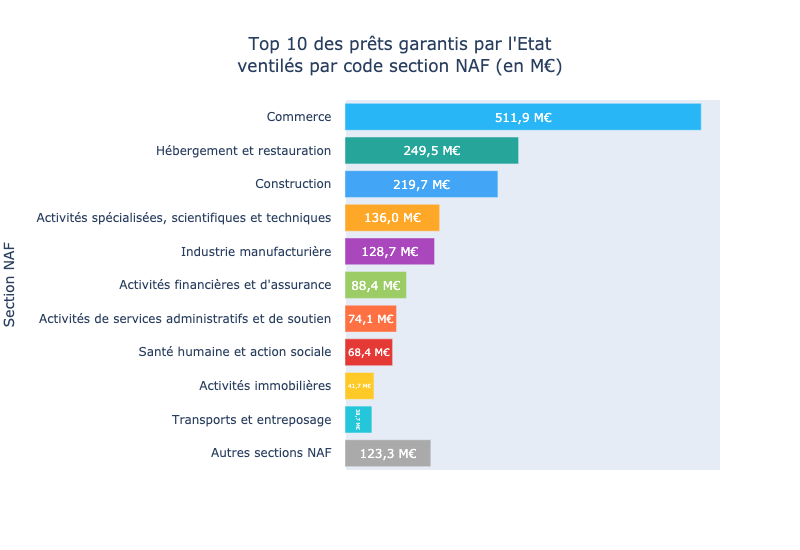 Top 10 des prêts garantis par l'Etat
ventilés par code section NAF (en M€)
Section NAF
Commerce 511,9 M€
Hébergement et restauration 249,5 M€
Construction 219,7 M€
Activités spécialisées, scientifiques et techniques 136,0 M€
Industrie manufacturière 128,7 M€
Activités financières et d'assurance 88,4 M€
Activités de services administratifs et de soutien 74,1 M€
Santé humaine et action sociale 68,4 M€
Activités immobilières 41,7 M€
Transports et entreposage
Autres sections NAF 123,3 M€